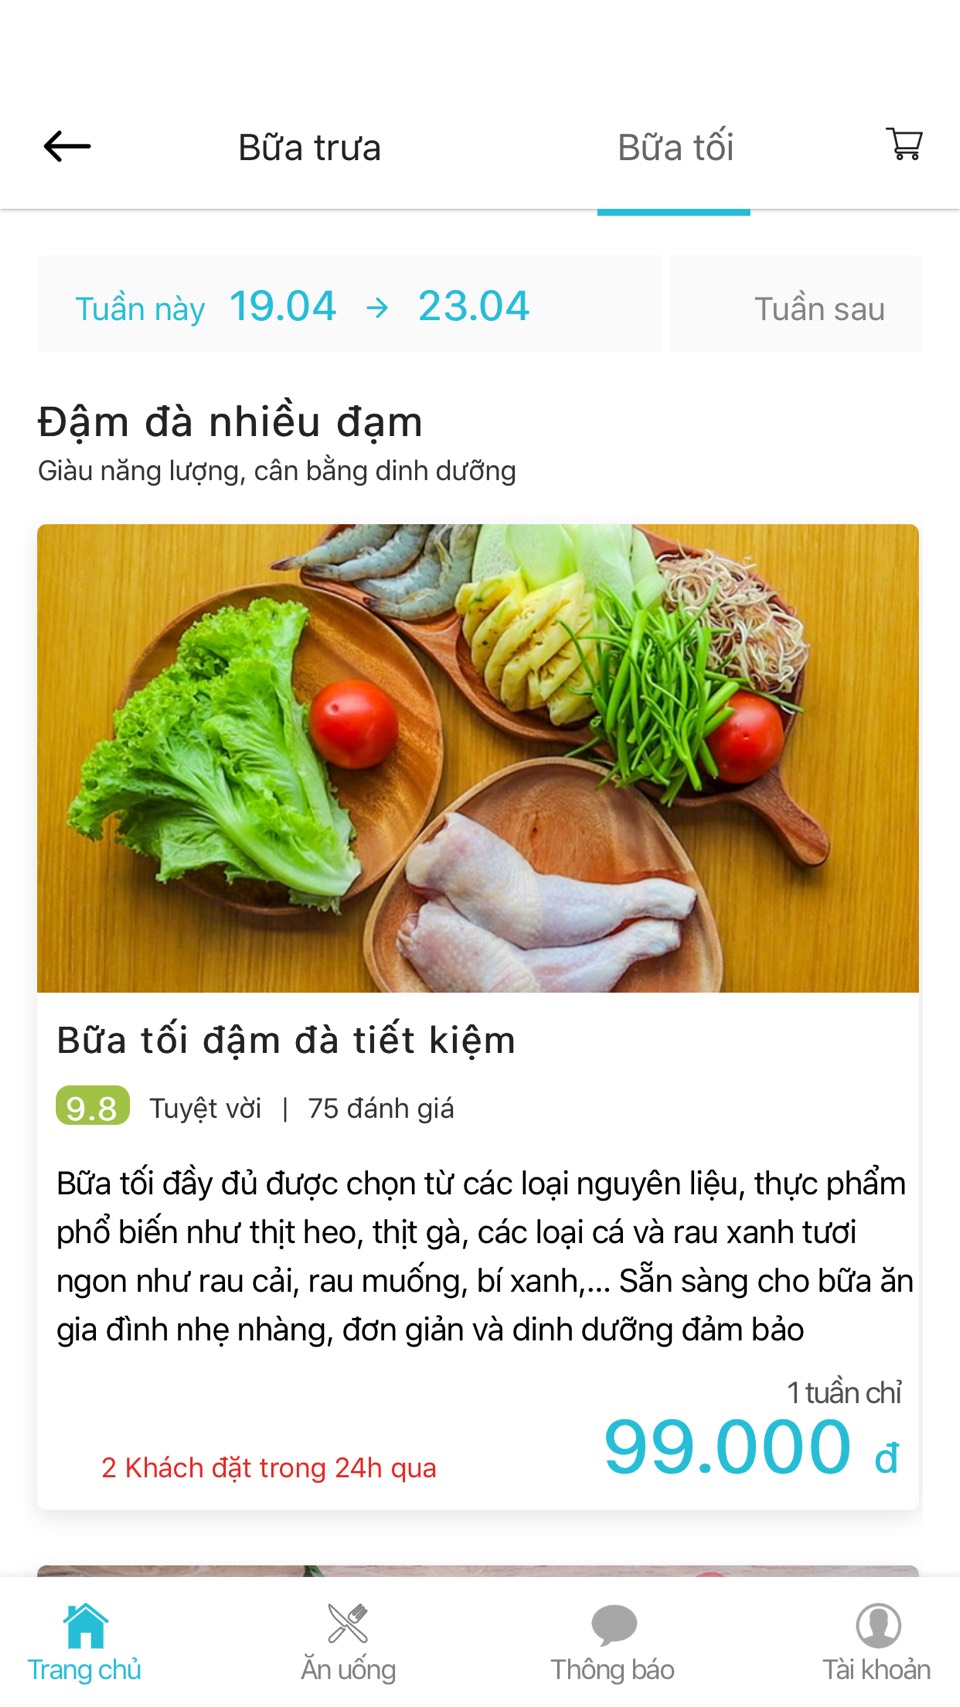 Bữa trưa
Bữa tối
Tuần này 19.04 → 23.04
Tuần sau
Đậm đà nhiều đạm
Giàu năng lượng, cân bằng dinh dưỡng
Bữa tối đậm đà tiết kiệm
9.8 Tuyệt vời | 75 đánh giá
Bữa tối đầy đủ được chọn từ các loại nguyên liệu, thực phẩm
phổ biến như thịt heo, thịt gà, các loại cá và rau xanh tươi
ngon như rau cải, rau muống, bí xanh,... Sẵn sàng cho bữa ăn
gia đình nhẹ nhàng, đơn giản và dinh dưỡng đảm bảo
1 tuần chỉ
2 Khách đặt trong 24h qua
99.000 đ
Trang chủ
Ăn uống
Thông báo
Tài khoản